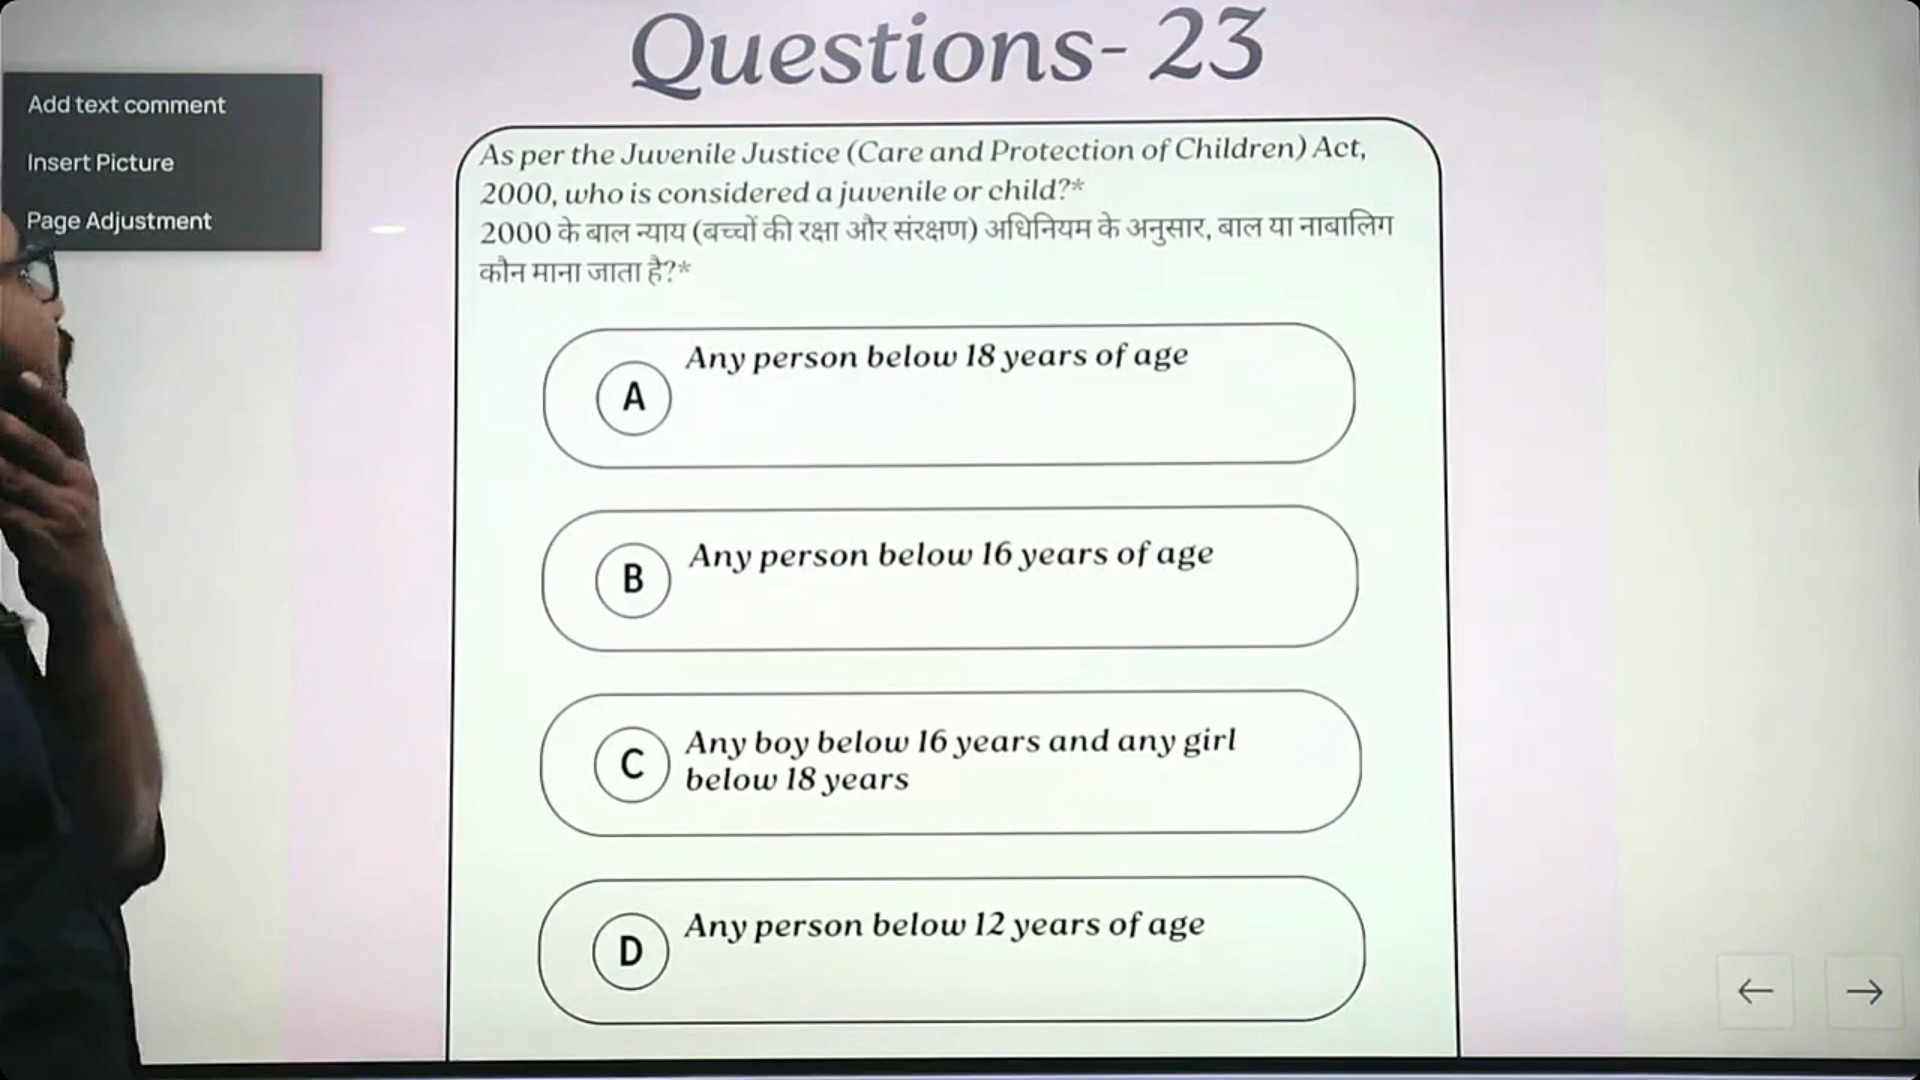 Questions- 23
Add text comment
Insert Picture
Page Adjustment
As per the Juvenile Justice (Care and Protection of Children) Act,
2000, who is considered a juvenile or child?*
2000 के बाल न्याय (बच्चों की रक्षा और संरक्षण) अधिनियम के अनुसार, बाल या नाबालिग
कौन माना जाता है?*
A
Any person below 18 years of age
B
Any person below 16 years of age
C
Any boy below 16 years and any girl
below 18 years
D
Any person below 12 years of age